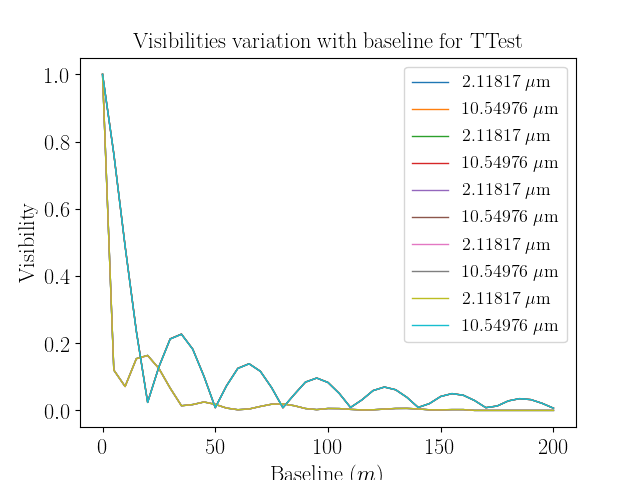 Visibilities variation with baseline for TTest
1.0
0.8
0.6
0.4
0.2
0.0
Visibility
2.11817 μm
10.54976 μm
2.11817 μm
10.54976 μm
2.11817 μm
10.54976 μm
2.11817 μm
10.54976 μm
2.11817 μm
10.54976 μm
0 50 100 150 200
Baseline (m)